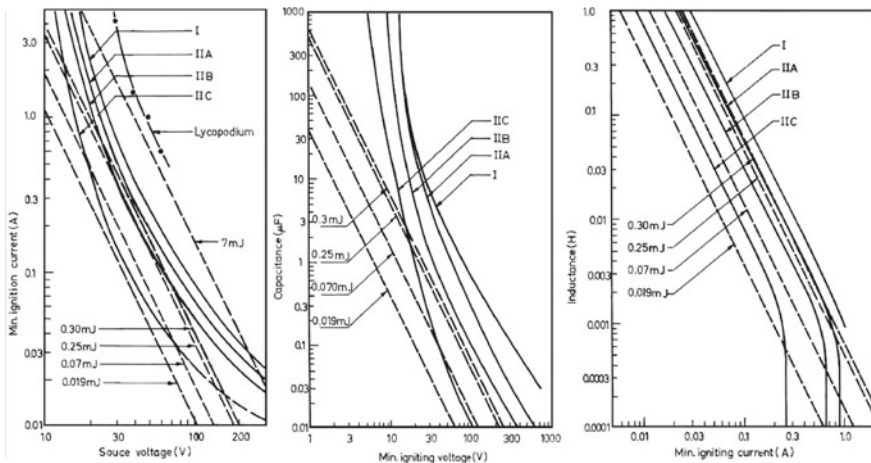 Min. ignition current (A)
3.0
1.0
0.3
0.1
0.03
0.01
I
IIA
IIB
IIC
Lycopodium
7mJ
0.30mJ
0.25mJ
0.07mJ
0.019mJ
10
30
100
200
Souce voltage (V)
Capacitance (μF)
1000
300
100
30
10
3
1
0.3
0.1
0.03
0.01
IIC
IIB
IIA
I
0.3mJ
0.25mJ
0.070mJ
0.019mJ
1
3
10
30
100
300
1000
Min. igniting voltage (V)
Inductance (H)
1.0
0.3
0.1
0.03
0.01
0.003
0.001
0.0003
0.0001
I
IIA
IIB
IIC
0.30mJ
0.25mJ
0.07mJ
0.019mJ
0.01
0.04
0.1
0.3
1.0
Min. igniting current (A)